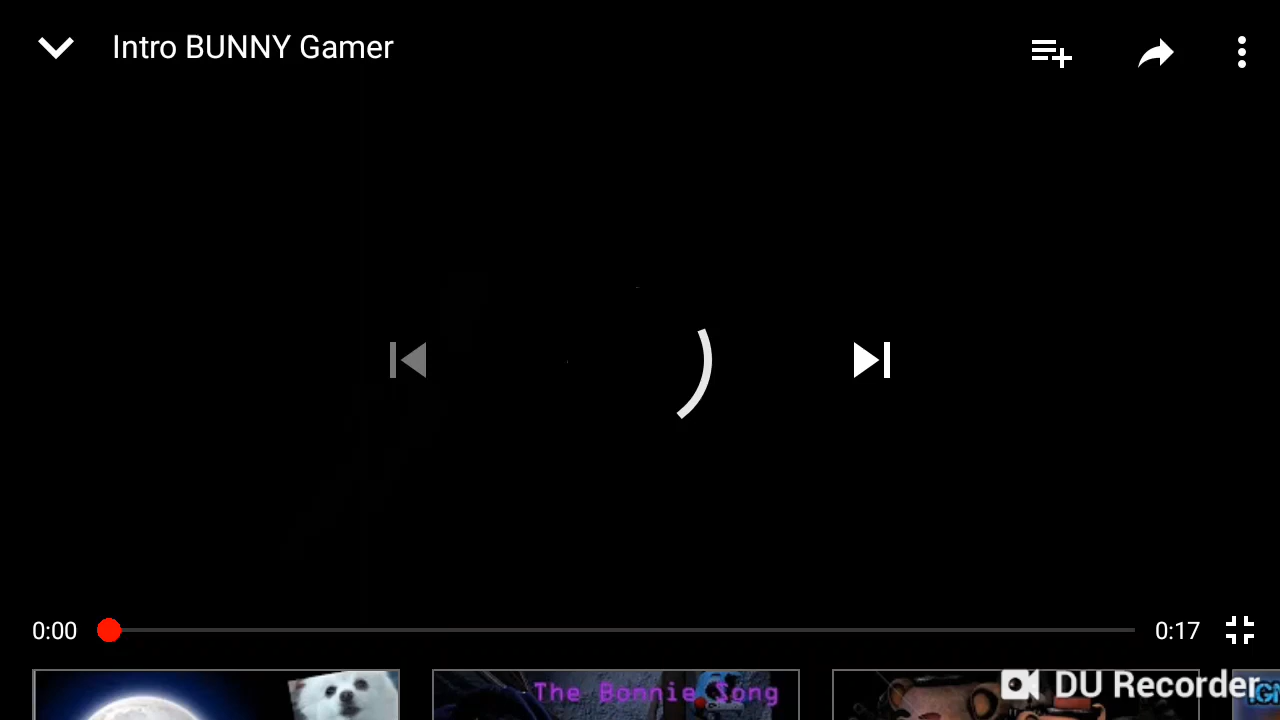 Intro BUNNY Gamer
0:00
0:17
The Bonnie Song
DU Recorder